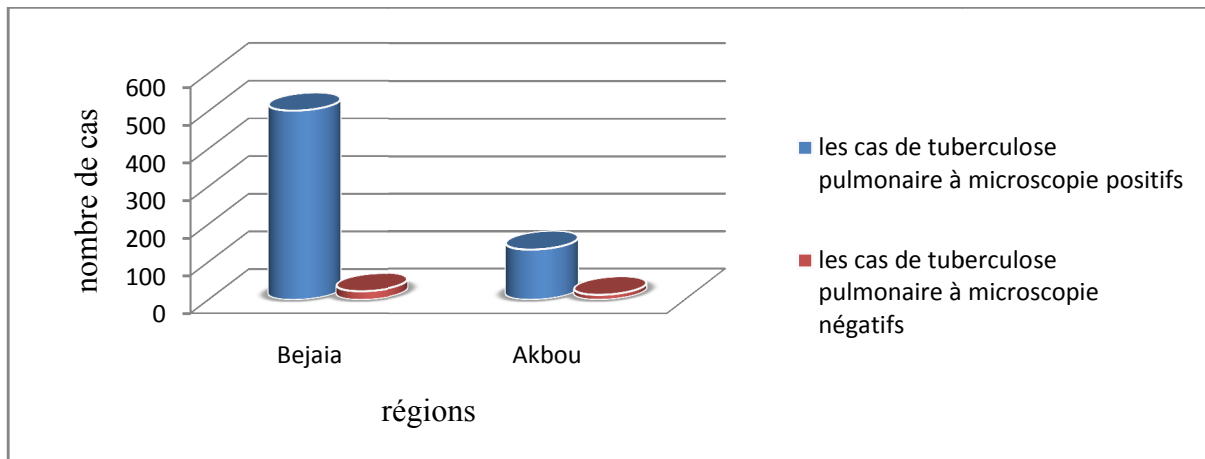 nombre de cas
600
500
400
300
200
100
0
Bejaia
Akbou
régions
les cas de tuberculose
pulmonaire à microscopie positifs
les cas de tuberculose
pulmonaire à microscopie
négatifs